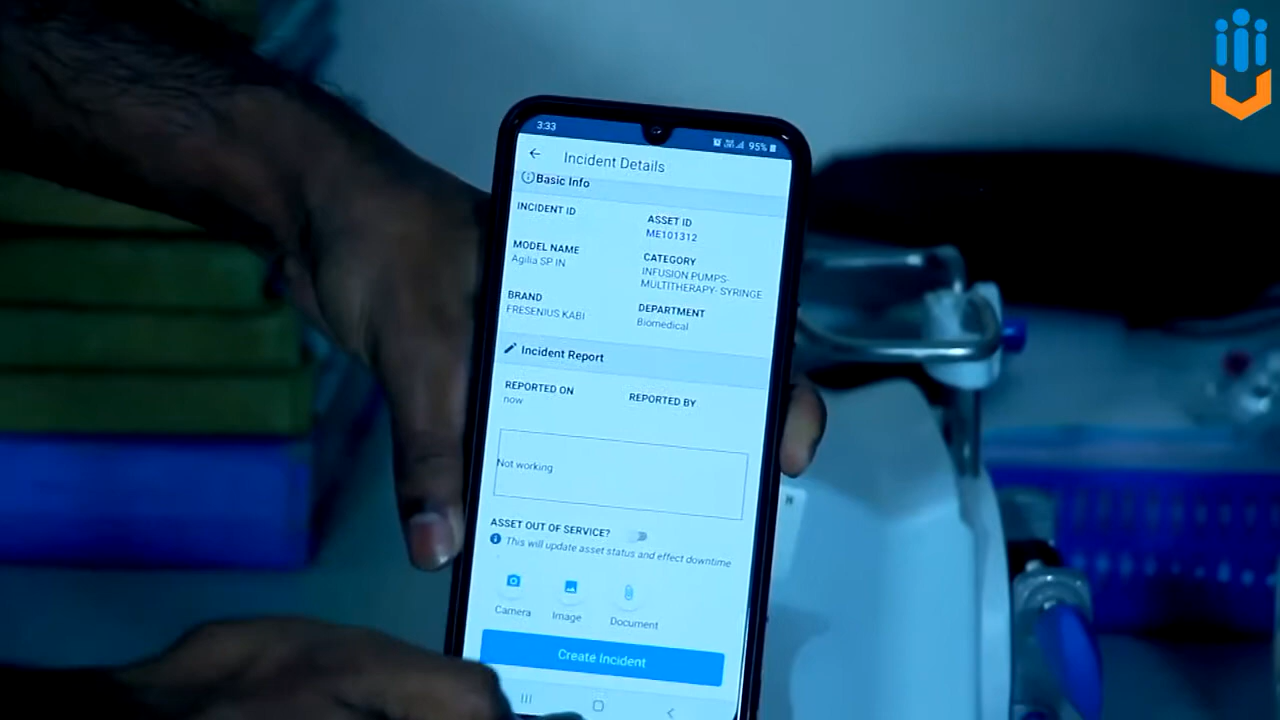 3:33
95%
Incident Details
Basic Info
INCIDENT ID
ASSET ID
ME101312
MODEL NAME
Agilia SP IN
CATEGORY
INFUSION PUMPS-
MULTITHERAPY- SYRINGE
BRAND
FRESENIUS KABI
DEPARTMENT
Biomedical
Incident Report
REPORTED ON
now
REPORTED BY
Not working
ASSET OUT OF SERVICE?
This will update asset status and effect downtime
Camera
Image
Document
Create Incident